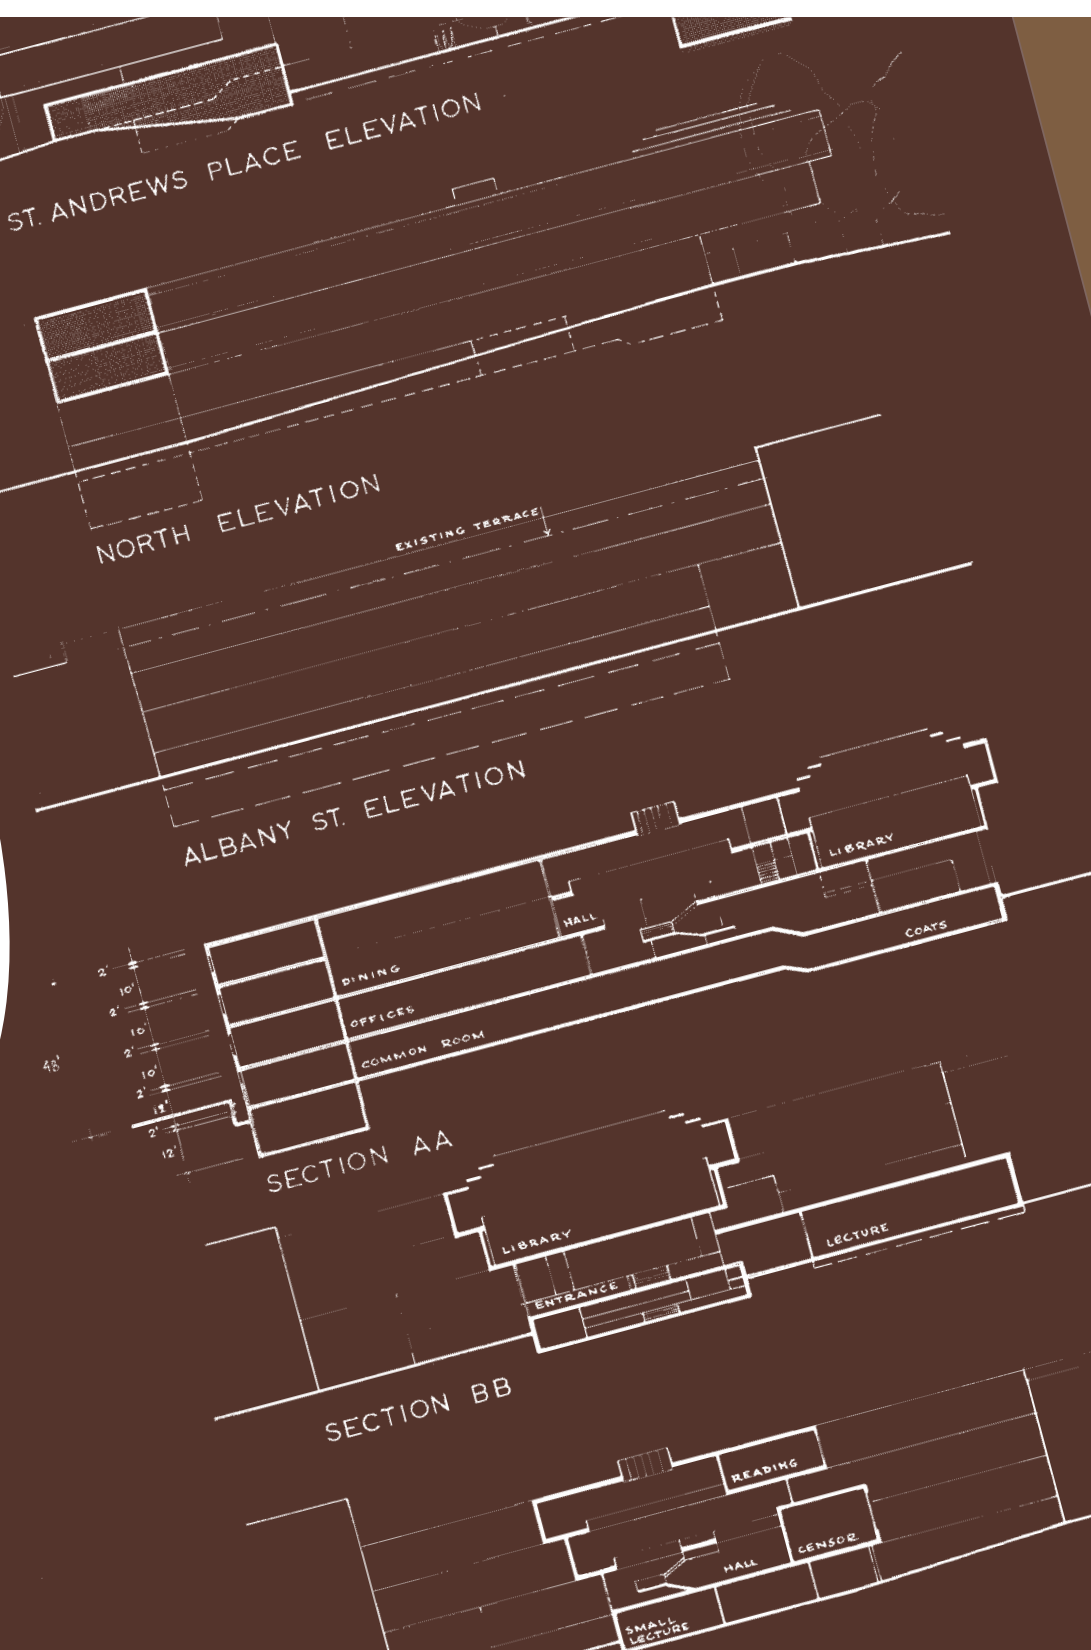 ST. ANDREWS PLACE ELEVATION
NORTH ELEVATION
EXISTING TERRACE
ALBANY ST. ELEVATION
LIBRARY
HALL
COATS
DINING
OFFICES
COMMON ROOM
2'
10'
2'
10'
2'
10'
2'
12'
2'
12'
48'
SECTION AA
LIBRARY
LECTURE
ENTRANCE
SECTION BB
READING
CENSOR
HALL
SMALL
LECTURE